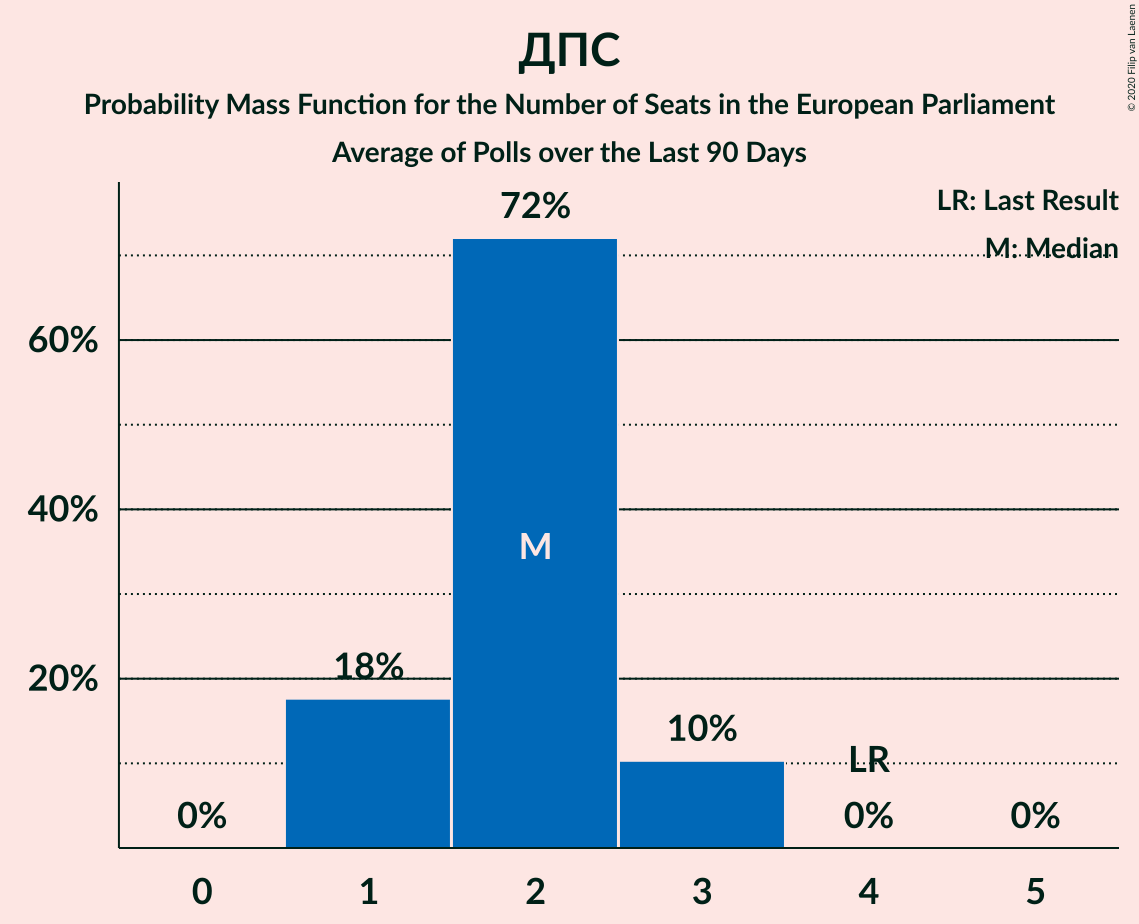 ДПС
Probability Mass Function for the Number of Seats in the European Parliament
Average of Polls over the Last 90 Days
© 2020 Filip van Laenen
LR: Last Result
M: Median
72%
60%
40%
M
20%
18%
10%
LR
0%
0%
0%
0 1 2 3 4 5